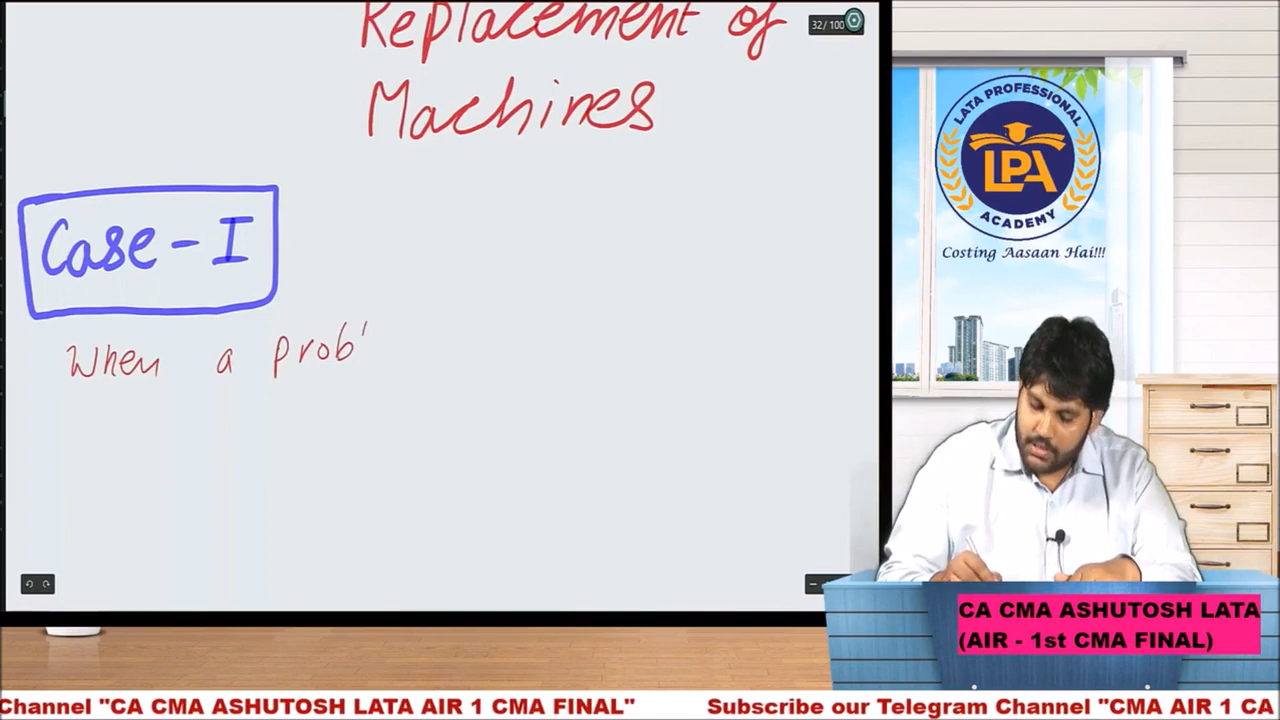 Replacement of
Machines
32/100
Case - I
When a prob
LATA PROFESSIONAL
LPA
ACADEMY
Costing Aasaan Hai!!!
CA CMA ASHUTOSH LATA
(AIR - 1st CMA FINAL)
Channel "CA CMA ASHUTOSH LATA AIR 1 CMA FINAL" Subscribe our Telegram Channel "CMA AIR 1 CA